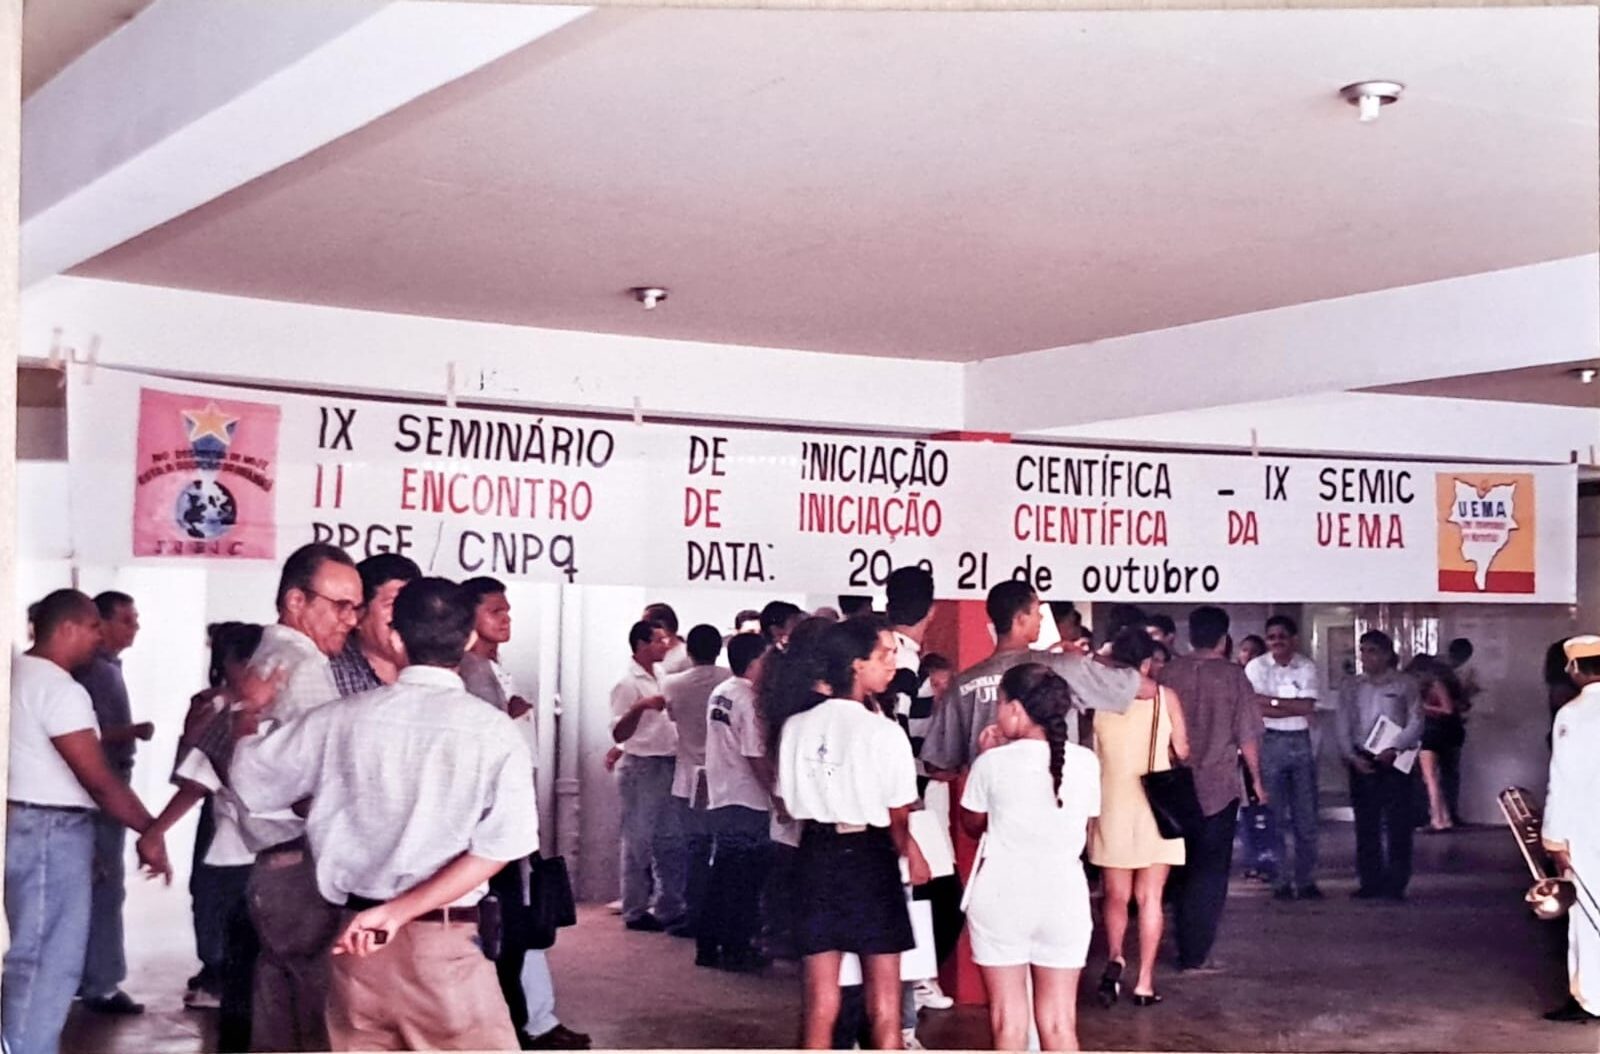 IX SEMINÁRIO DE INICIAÇÃO CIENTÍFICA - IX SEMIC
II ENCONTRO DE INICIAÇÃO CIENTÍFICA DA UEMA
PPGE/CNPq DATA: 20 e 21 de outubro
UEMA